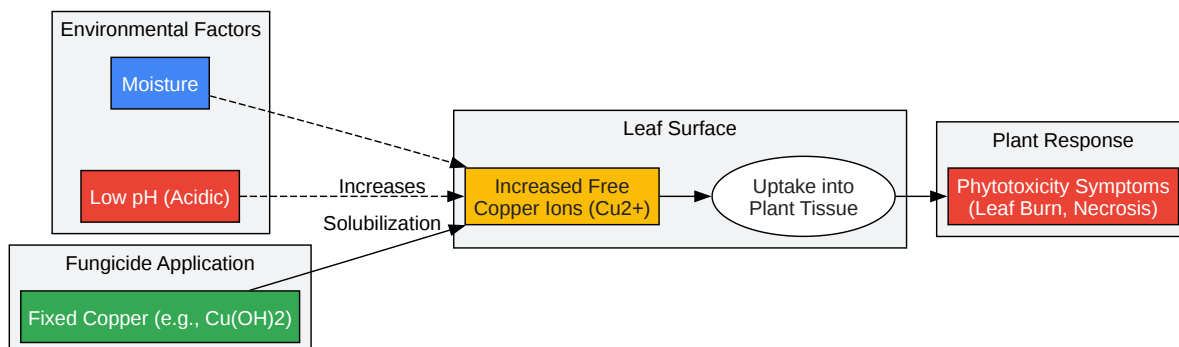 Environmental Factors
Moisture
Low pH (Acidic)
Increases
Solubilization
Fungicide Application
Fixed Copper (e.g., Cu(OH)2)
Leaf Surface
Increased Free
Copper Ions (Cu2+)
Uptake into
Plant Tissue
Plant Response
Phytotoxicity Symptoms
(Leaf Burn, Necrosis)